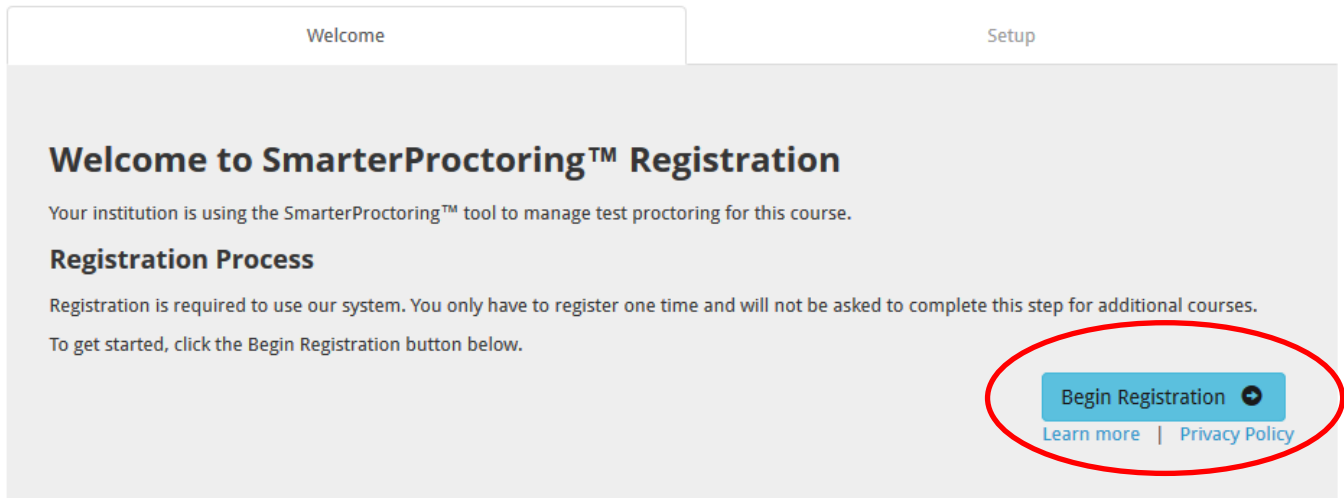 Welcome
Setup
Welcome to SmarterProctoring™ Registration
Your institution is using the SmarterProctoring™ tool to manage test proctoring for this course.
Registration Process
Registration is required to use our system. You only have to register one time and will not be asked to complete this step for additional courses.
To get started, click the Begin Registration button below.
Begin Registration
Learn more | Privacy Policy